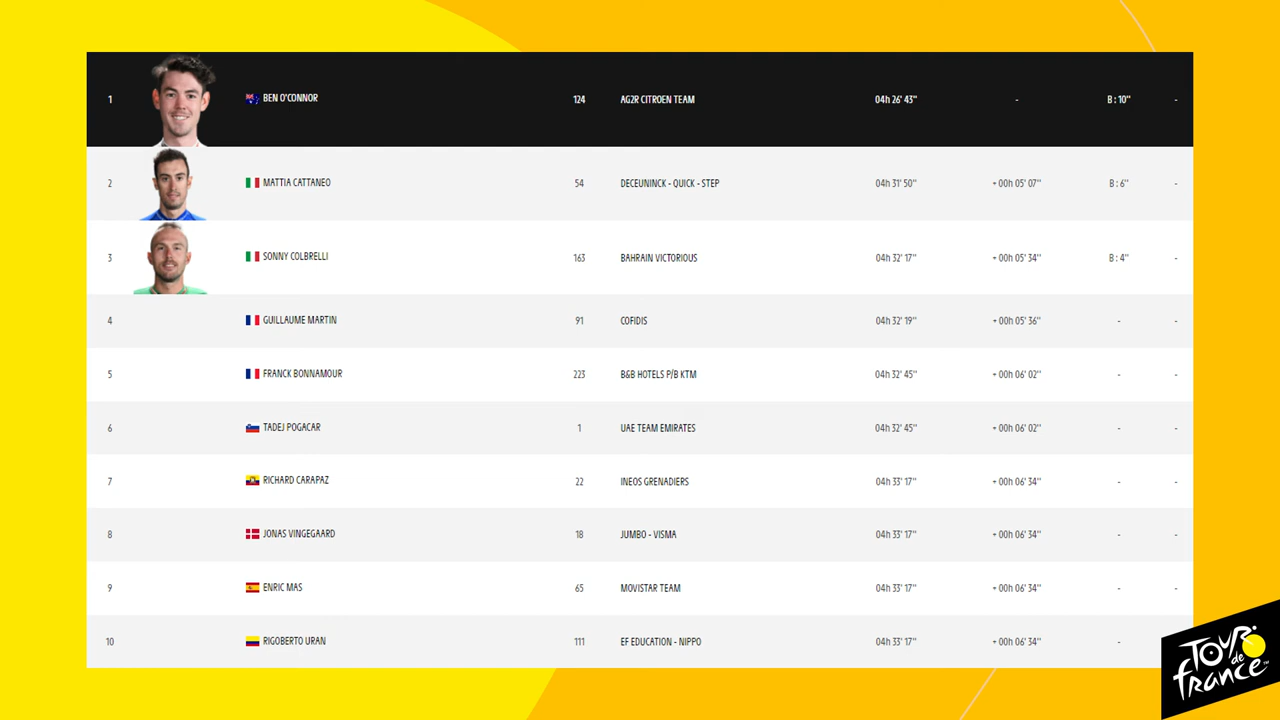 1 BEN O'CONNOR 124 AG2R CITROEN TEAM 04h 26' 43'' - B : 10'' -
2 MATTIA CATTANEO 54 DECEUNINCK - QUICK - STEP 04h 31' 50'' + 00h 05' 07'' B : 6'' -
3 SONNY COLBRELLI 163 BAHRAIN VICTORIOUS 04h 32' 17'' + 00h 05' 34'' B : 4'' -
4 GUILLAUME MARTIN 91 COFIDIS 04h 32' 19'' + 00h 05' 36'' - -
5 FRANCK BONNAMOUR 223 B&B HOTELS P/B KTM 04h 32' 45'' + 00h 06' 02'' - -
6 TADEJ POGACAR 1 UAE TEAM EMIRATES 04h 32' 45'' + 00h 06' 02'' - -
7 RICHARD CARAPAZ 22 INEOS GRENADIERS 04h 33' 17'' + 00h 06' 34'' - -
8 JONAS VINGEGAARD 18 JUMBO - VISMA 04h 33' 17'' + 00h 06' 34'' - -
9 ENRIC MAS 65 MOVISTAR TEAM 04h 33' 17'' + 00h 06' 34'' - -
10 RIGOBERTO URAN 111 EF EDUCATION - NIPPO 04h 33' 17'' + 00h 06' 34'' -
TOUR
de
france